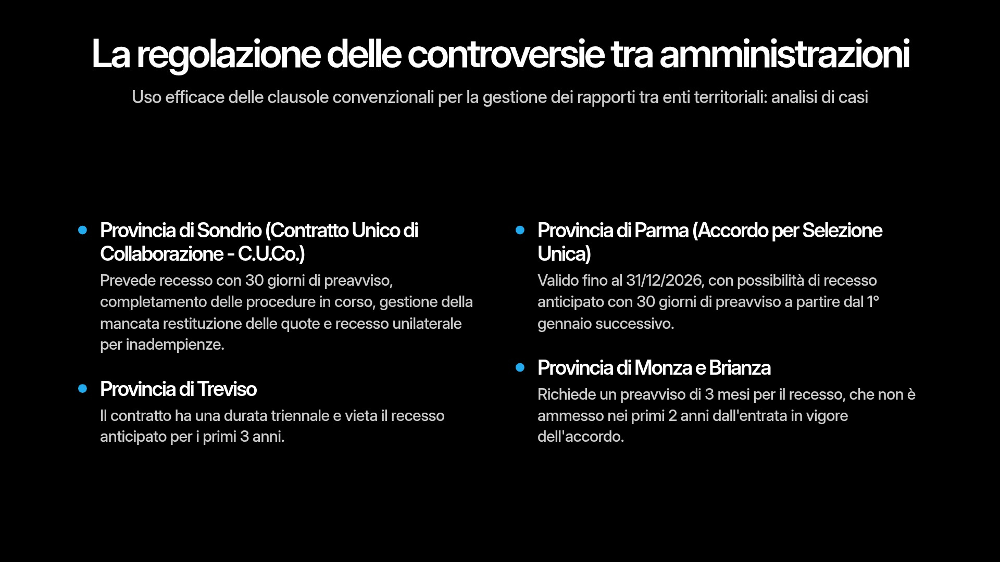 La regolazione delle controversie tra amministrazioni
Uso efficace delle clausole convenzionali per la gestione dei rapporti tra enti territoriali: analisi di casi
Provincia di Sondrio (Contratto Unico di
Collaborazione - C.U.Co.)
Prevede recesso con 30 giorni di preavviso,
completamento delle procedure in corso, gestione della
mancata restituzione delle quote e recesso unilaterale
per inadempienze.
Provincia di Treviso
Il contratto ha una durata triennale e vieta il recesso
anticipato per i primi 3 anni.
Provincia di Parma (Accordo per Selezione
Unica)
Valido fino al 31/12/2026, con possibilità di recesso
anticipato con 30 giorni di preavviso a partire dal 1°
gennaio successivo.
Provincia di Monza e Brianza
Richiede un preavviso di 3 mesi per il recesso, che non è
ammesso nei primi 2 anni dall'entrata in vigore
dell'accordo.